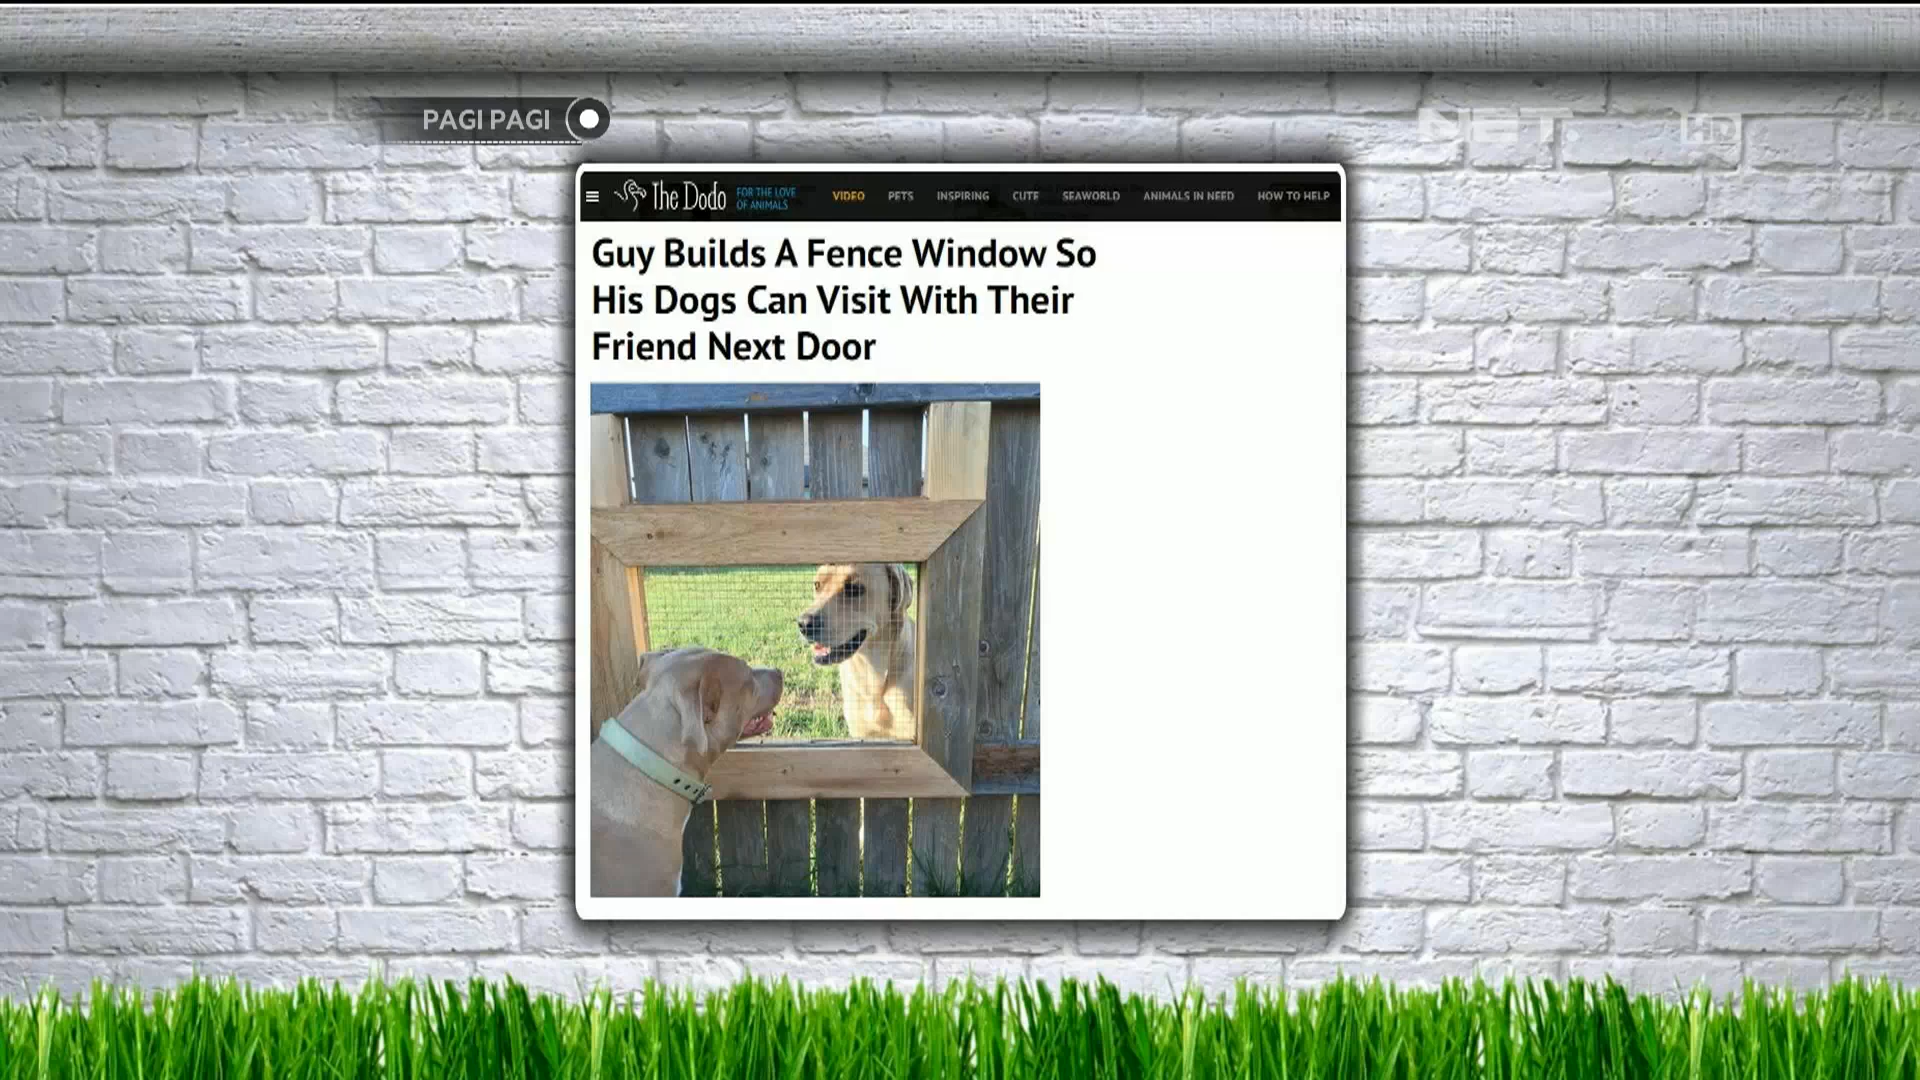 PAGI PAGI
NET.
HD
The Dodo
FOR THE LOVE
OF ANIMALS
VIDEO PETS INSPIRING CUTE SEAWORLD ANIMALS IN NEED HOW TO HELP
Guy Builds A Fence Window So
His Dogs Can Visit With Their
Friend Next Door